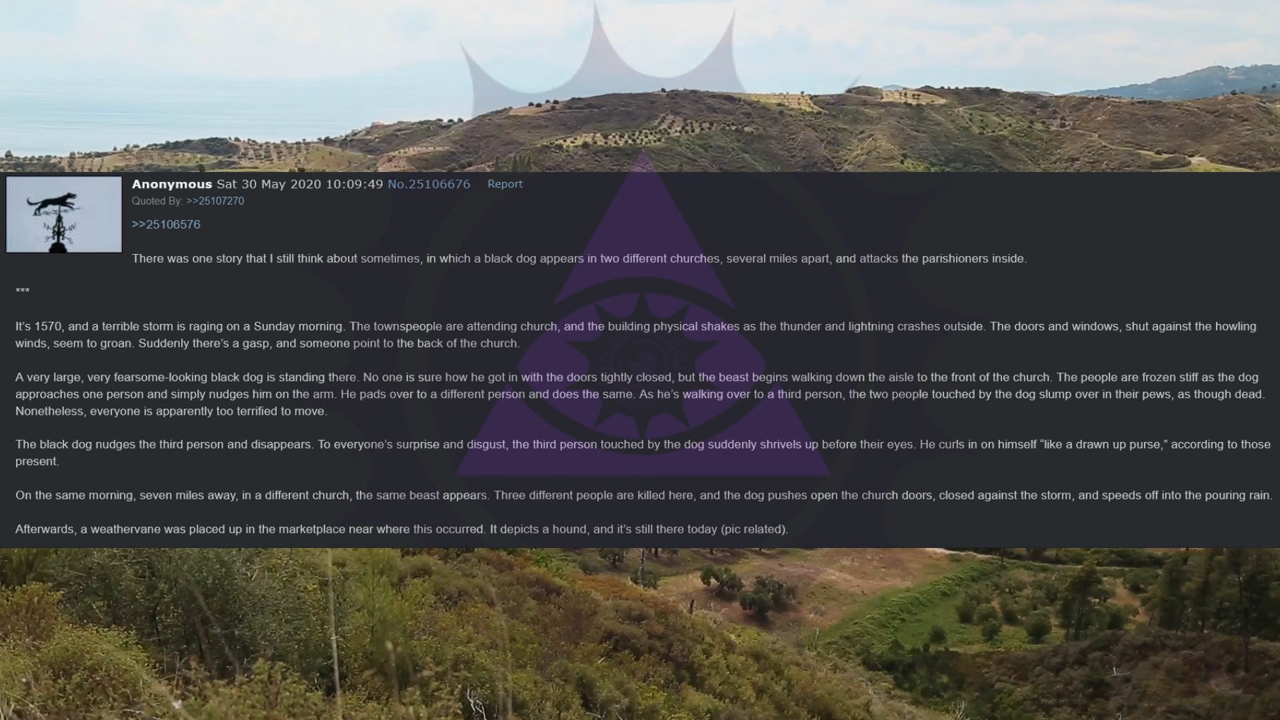 Anonymous Sat 30 May 2020 10:09:49 No.25106676 Report
Quoted By: >>25107270
>>25106576
There was one story that I still think about sometimes, in which a black dog appears in two different churches, several miles apart, and attacks the parishioners inside.
***
It's 1570, and a terrible storm is raging on a Sunday morning. The townspeople are attending church, and the building physical shakes as the thunder and lightning crashes outside. The doors and windows, shut against the howling
winds, seem to groan. Suddenly there's a gasp, and someone point to the back of the church.
A very large, very fearsome-looking black dog is standing there. No one is sure how he got in with the doors tightly closed, but the beast begins walking down the aisle to the front of the church. The people are frozen stiff as the dog
approaches one person and simply nudges him on the arm. He pads over to a different person and does the same. As he's walking over to a third person, the two people touched by the dog slump over in their pews, as though dead.
Nonetheless, everyone is apparently too terrified to move.
The black dog nudges the third person and disappears. To everyone's surprise and disgust, the third person touched by the dog suddenly shrivels up before their eyes. He curls in on himself “like a drawn up purse,” according to those
present.
On the same morning, seven miles away, in a different church, the same beast appears. Three different people are killed here, and the dog pushes open the church doors, closed against the storm, and speeds off into the pouring rain.
Afterwards, a weathervane was placed up in the marketplace near where this occurred. It depicts a hound, and it's still there today (pic related).